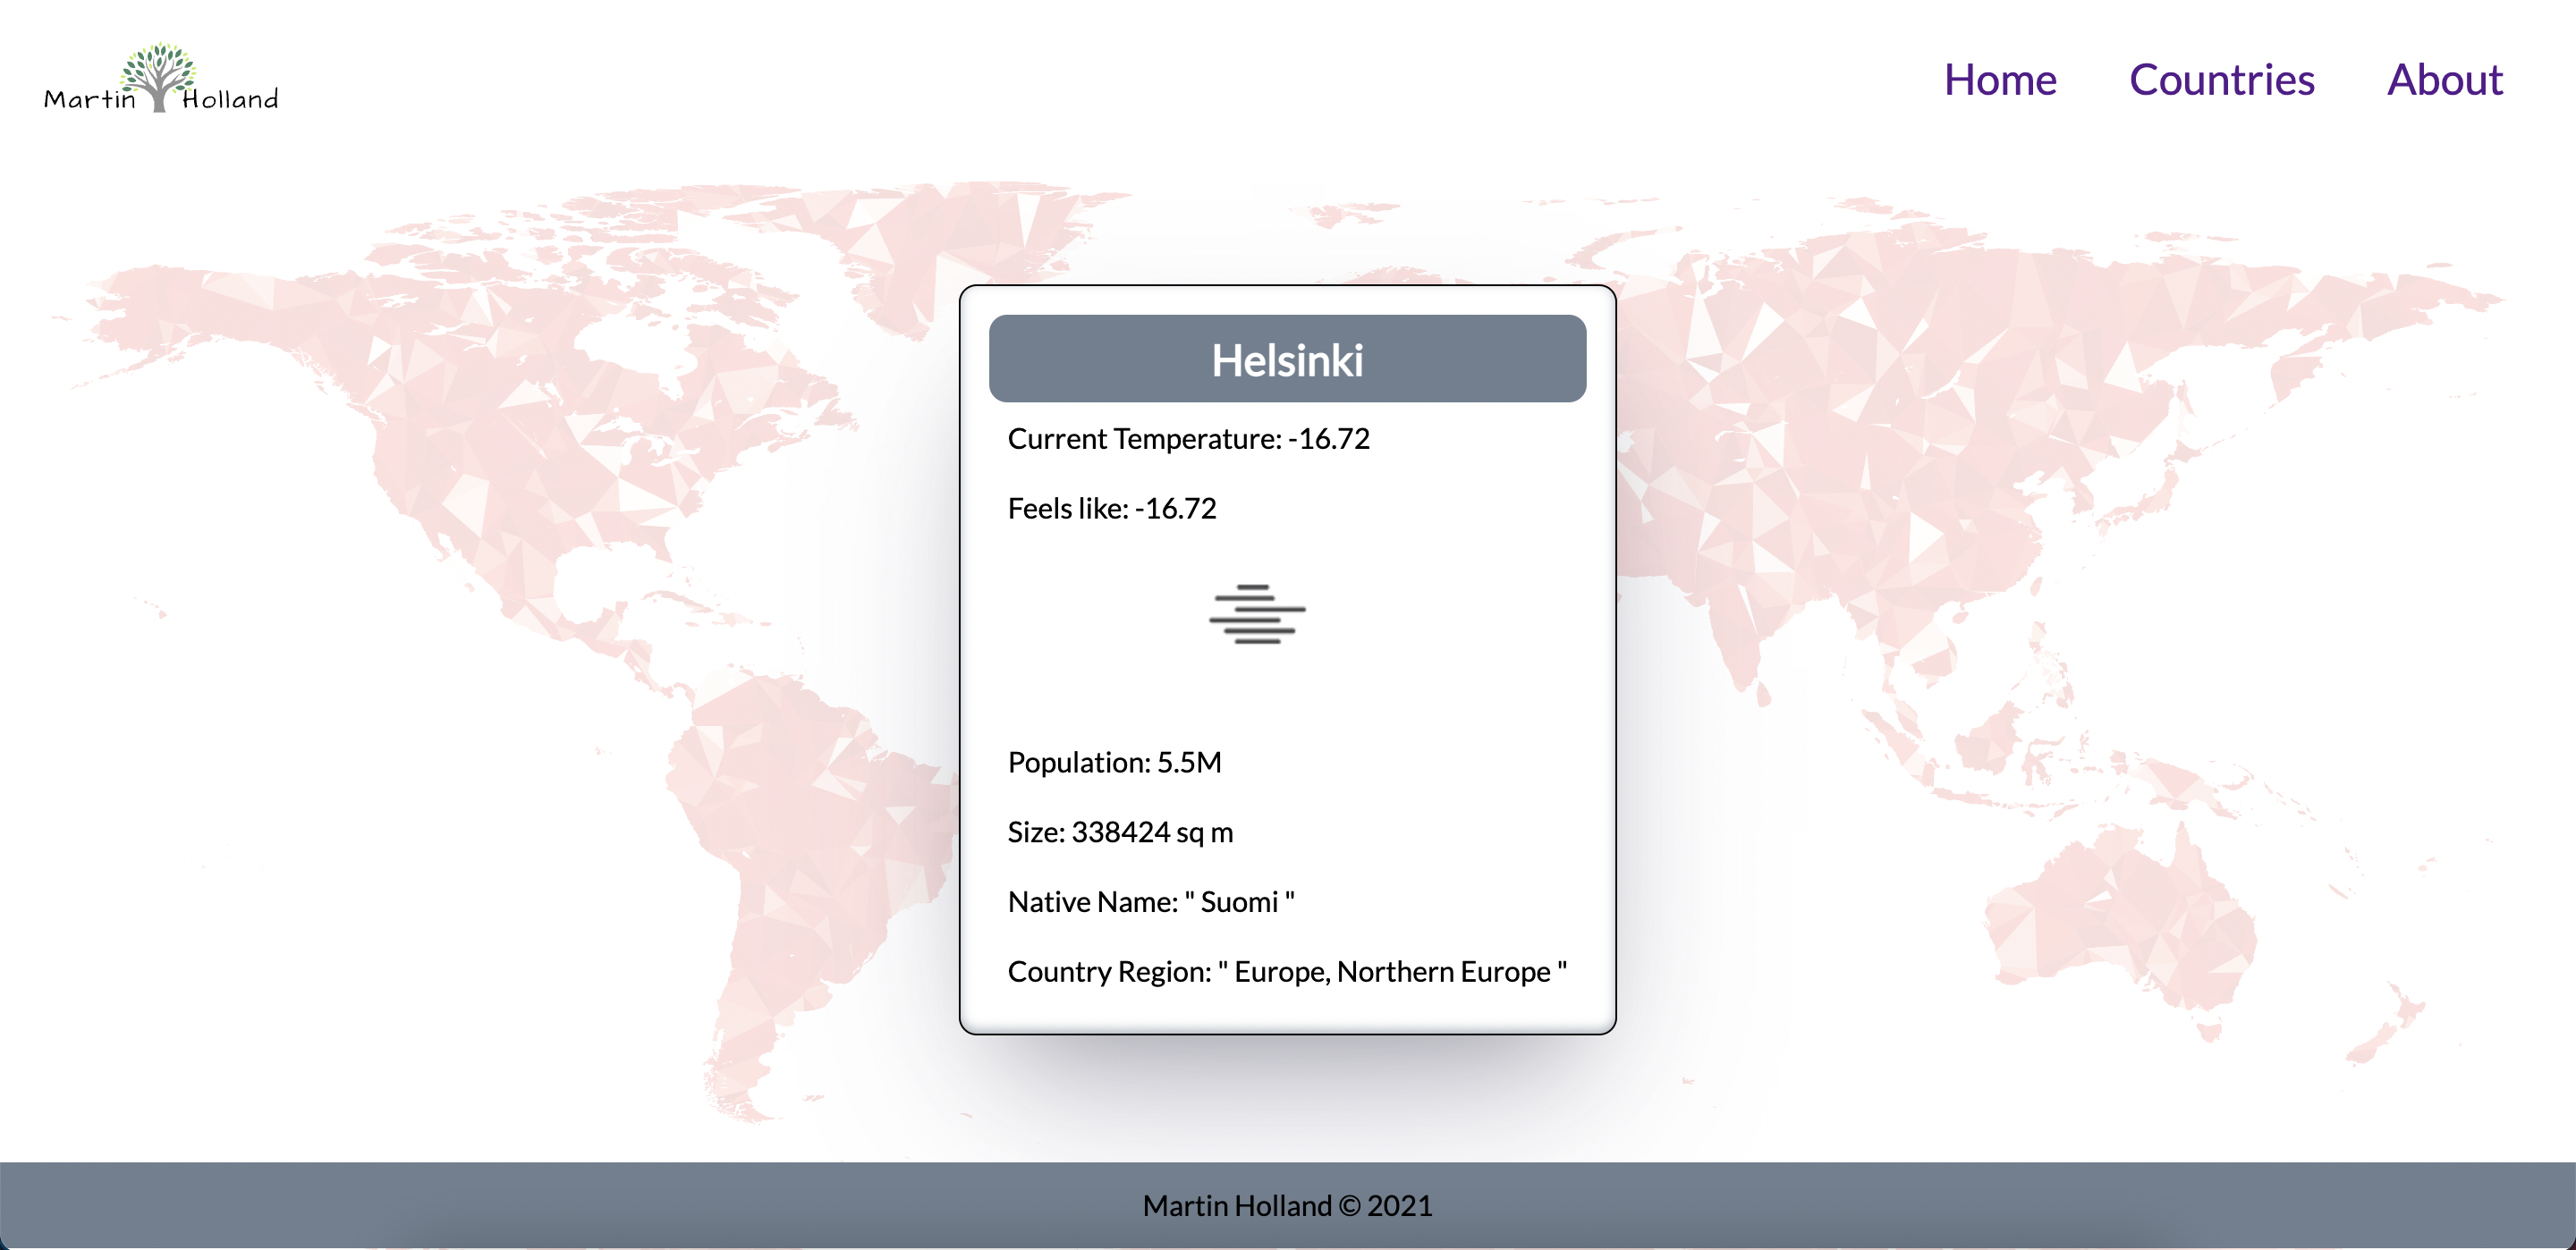 Martin Holland
Home Countries About
Helsinki
Current Temperature: -16.72
Feels like: -16.72
Population: 5.5M
Size: 338424 sq m
Native Name: " Suomi "
Country Region: " Europe, Northern Europe "
Martin Holland © 2021